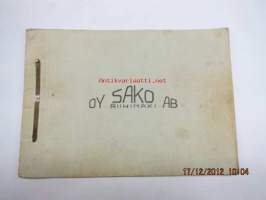 Antikvariaatti.net
OY SAKO AB
RIIHIMÄKI
17/12/2012 10:04